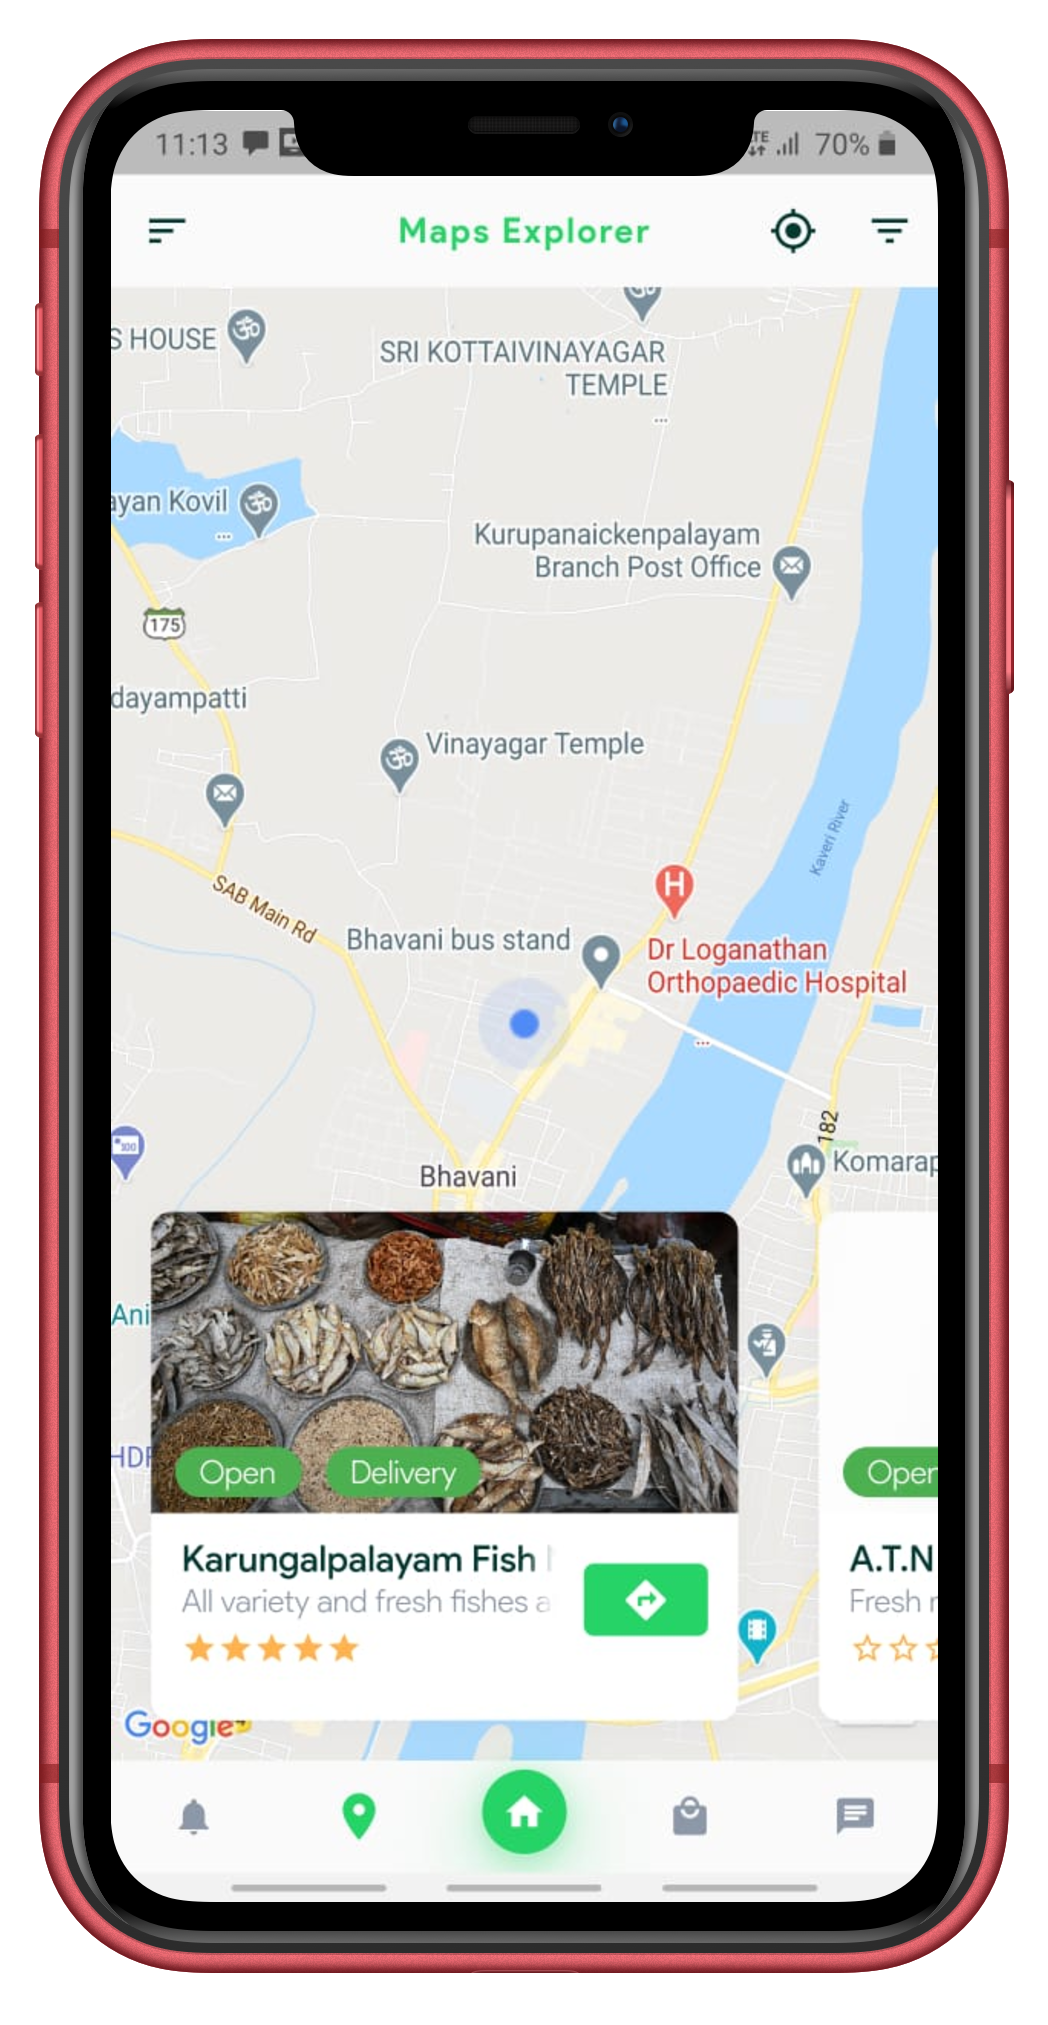 11:13
70%
Maps Explorer
S HOUSE
SRI KOTTAIVINAYAGAR
TEMPLE
...
ayan Kovil
...
Kurupanaickenpalayam
Branch Post Office
175
dayampatti
Vinayagar Temple
Kaveri River
SAB Main Rd
Bhavani bus stand
H
Dr Loganathan
Orthopaedic Hospital
...
182
100
Komarap
Bhavani
Ani
HDF
Open
Delivery
Open
Karungalpalayam Fish
All variety and fresh fishes a
A.T.N
Fresh
Google